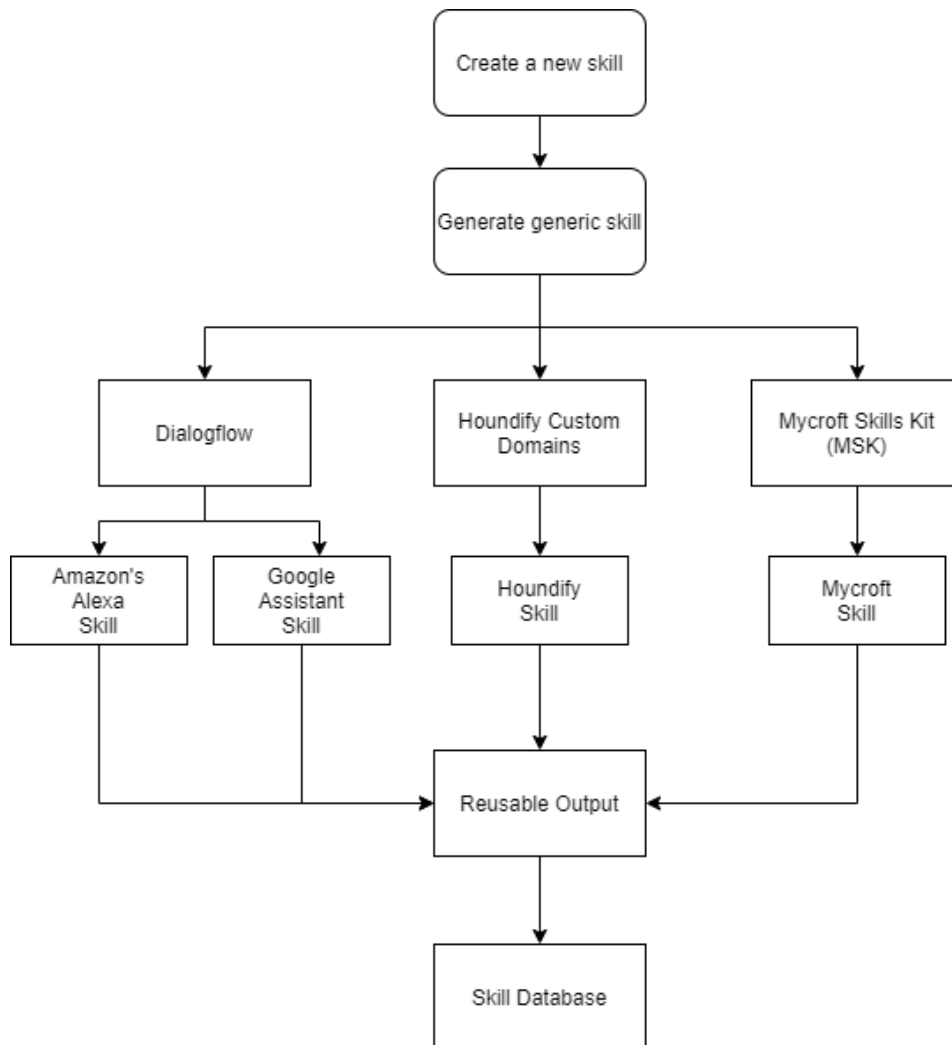 Create a new skill
Generate generic skill
Dialogflow
Houndify Custom
Domains
Mycroft Skills Kit
(MSK)
Amazon's
Alexa
Skill
Google
Assistant
Skill
Houndify
Skill
Mycroft
Skill
Reusable Output
Skill Database